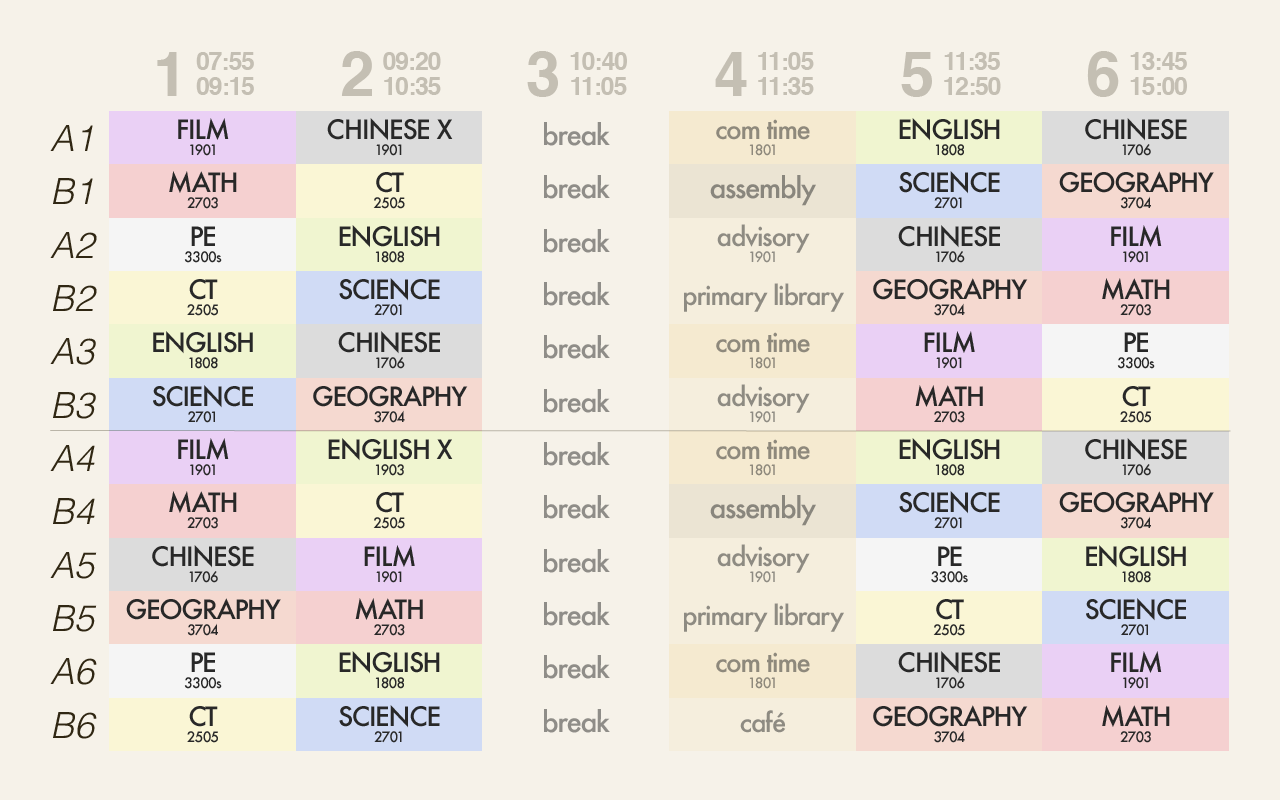 1 07:55 09:15 2 09:20 10:35 3 10:40 11:05 4 11:05 11:35 5 11:35 12:50 6 13:45 15:00
A1 FILM 1901 CHINESE X 1901 break com time 1801 ENGLISH 1808 CHINESE 1706
B1 MATH 2703 CT 2505 break assembly SCIENCE 2701 GEOGRAPHY 3704
A2 PE 3300s ENGLISH 1808 break advisory 1901 CHINESE 1706 FILM 1901
B2 CT 2505 SCIENCE 2701 break primary library GEOGRAPHY 3704 MATH 2703
A3 ENGLISH 1808 CHINESE 1706 break com time 1801 FILM 1901 PE 3300s
B3 SCIENCE 2701 GEOGRAPHY 3704 break advisory 1901 MATH 2703 CT 2505
A4 FILM 1901 ENGLISH X 1903 break com time 1801 ENGLISH 1808 CHINESE 1706
B4 MATH 2703 CT 2505 break assembly SCIENCE 2701 GEOGRAPHY 3704
A5 CHINESE 1706 FILM 1901 break advisory 1901 PE 3300s ENGLISH 1808
B5 GEOGRAPHY 3704 MATH 2703 break primary library CT 2505 SCIENCE 2701
A6 PE 3300s ENGLISH 1808 break com time 1801 CHINESE 1706 FILM 1901
B6 CT 2505 SCIENCE 2701 break café GEOGRAPHY 3704 MATH 2703